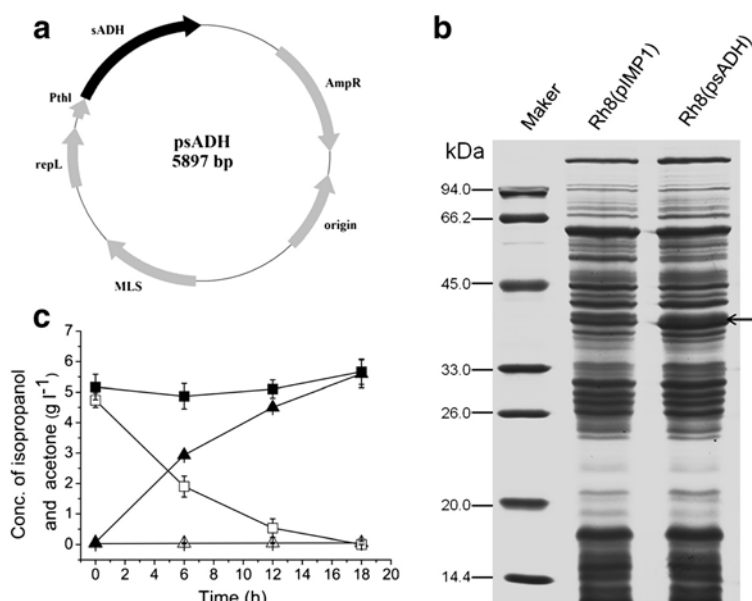 a
sADH
AmpR
PthI
psADH
5897 bp
repL
origin
MLS
b
Maker
Rh8(pIMP1)
Rh8(psADH)
kDa
94.0
66.2
45.0
33.0
26.0
20.0
14.4
c
Conc. of isopropanol
and acetone (g l-1)
7
6
5
4
3
2
1
0
0 2 4 6 8 10 12 14 16 18 20
Time (h)